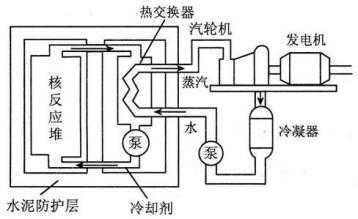 热交换器
汽轮机
发电机
蒸汽
核反应堆
水
泵
泵
冷凝器
水泥防护层
冷却剂